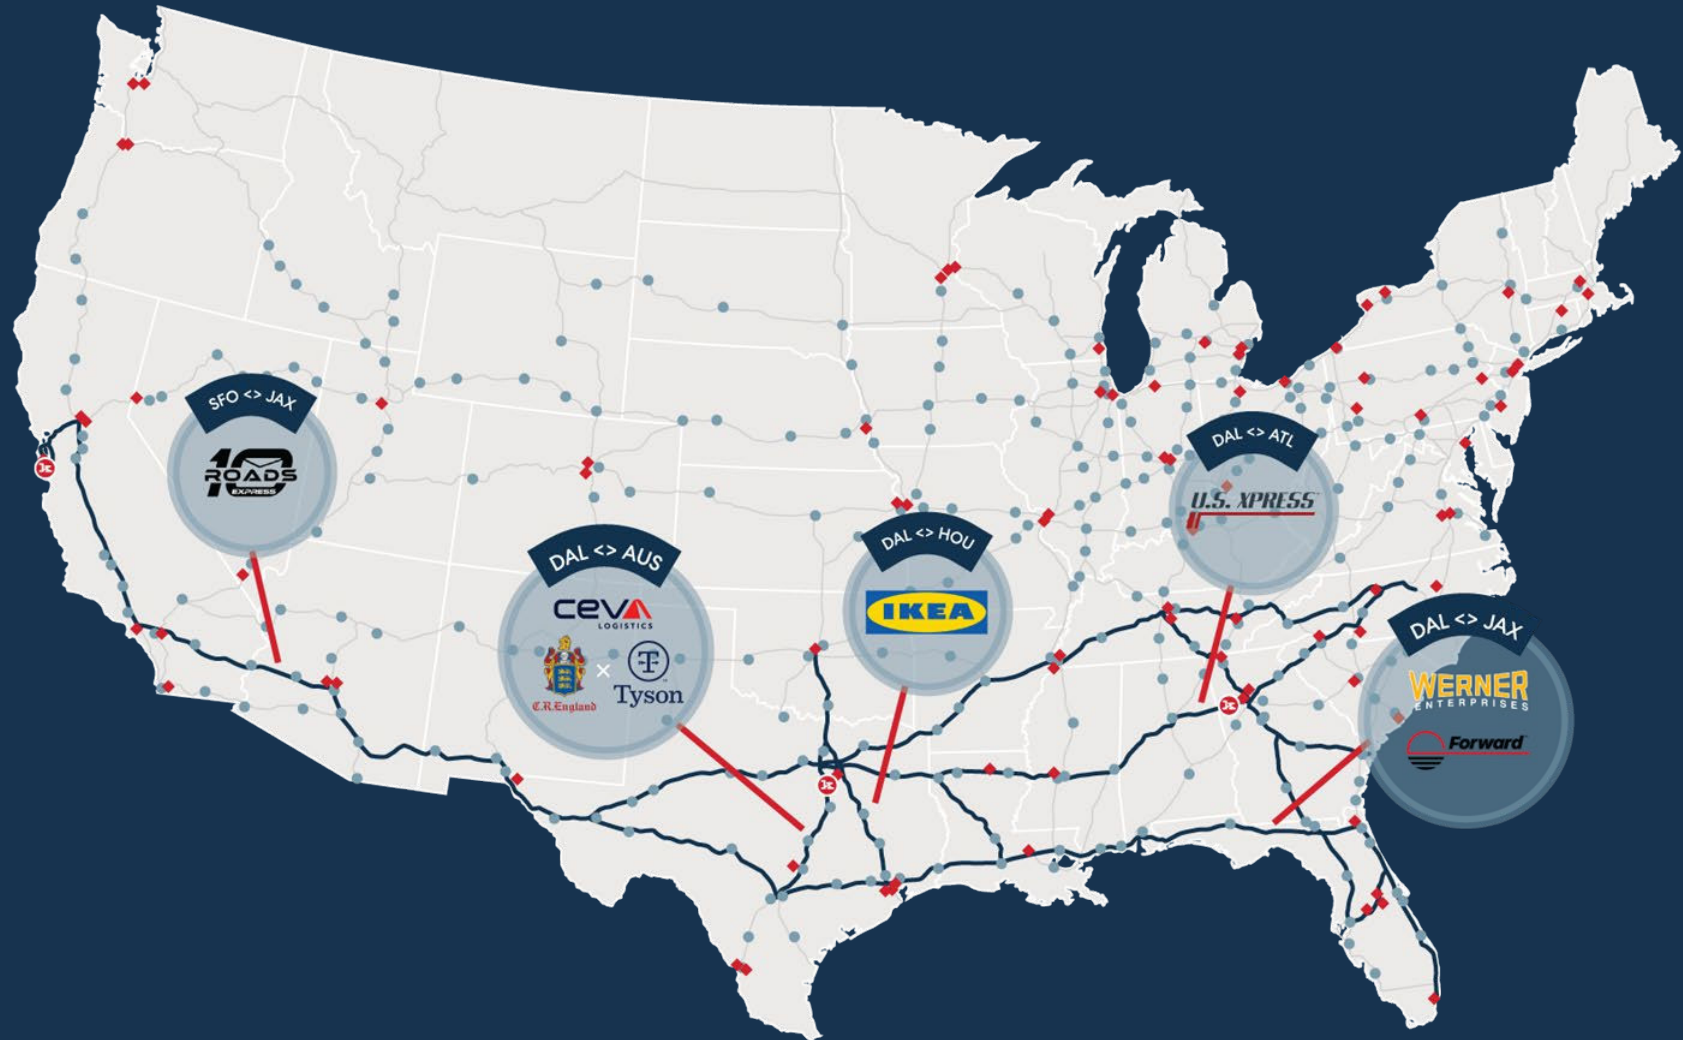 SFO <> JAX
10
ROADS
EXPRESS
DAL <> AUS
CEVA
LOGISTICS
C.R. England
×
T
Tyson
DAL <> HOU
IKEA
DAL <> ATL
U.S. XPRESS
DAL <> JAX
WERNER
ENTERPRISES
Forward